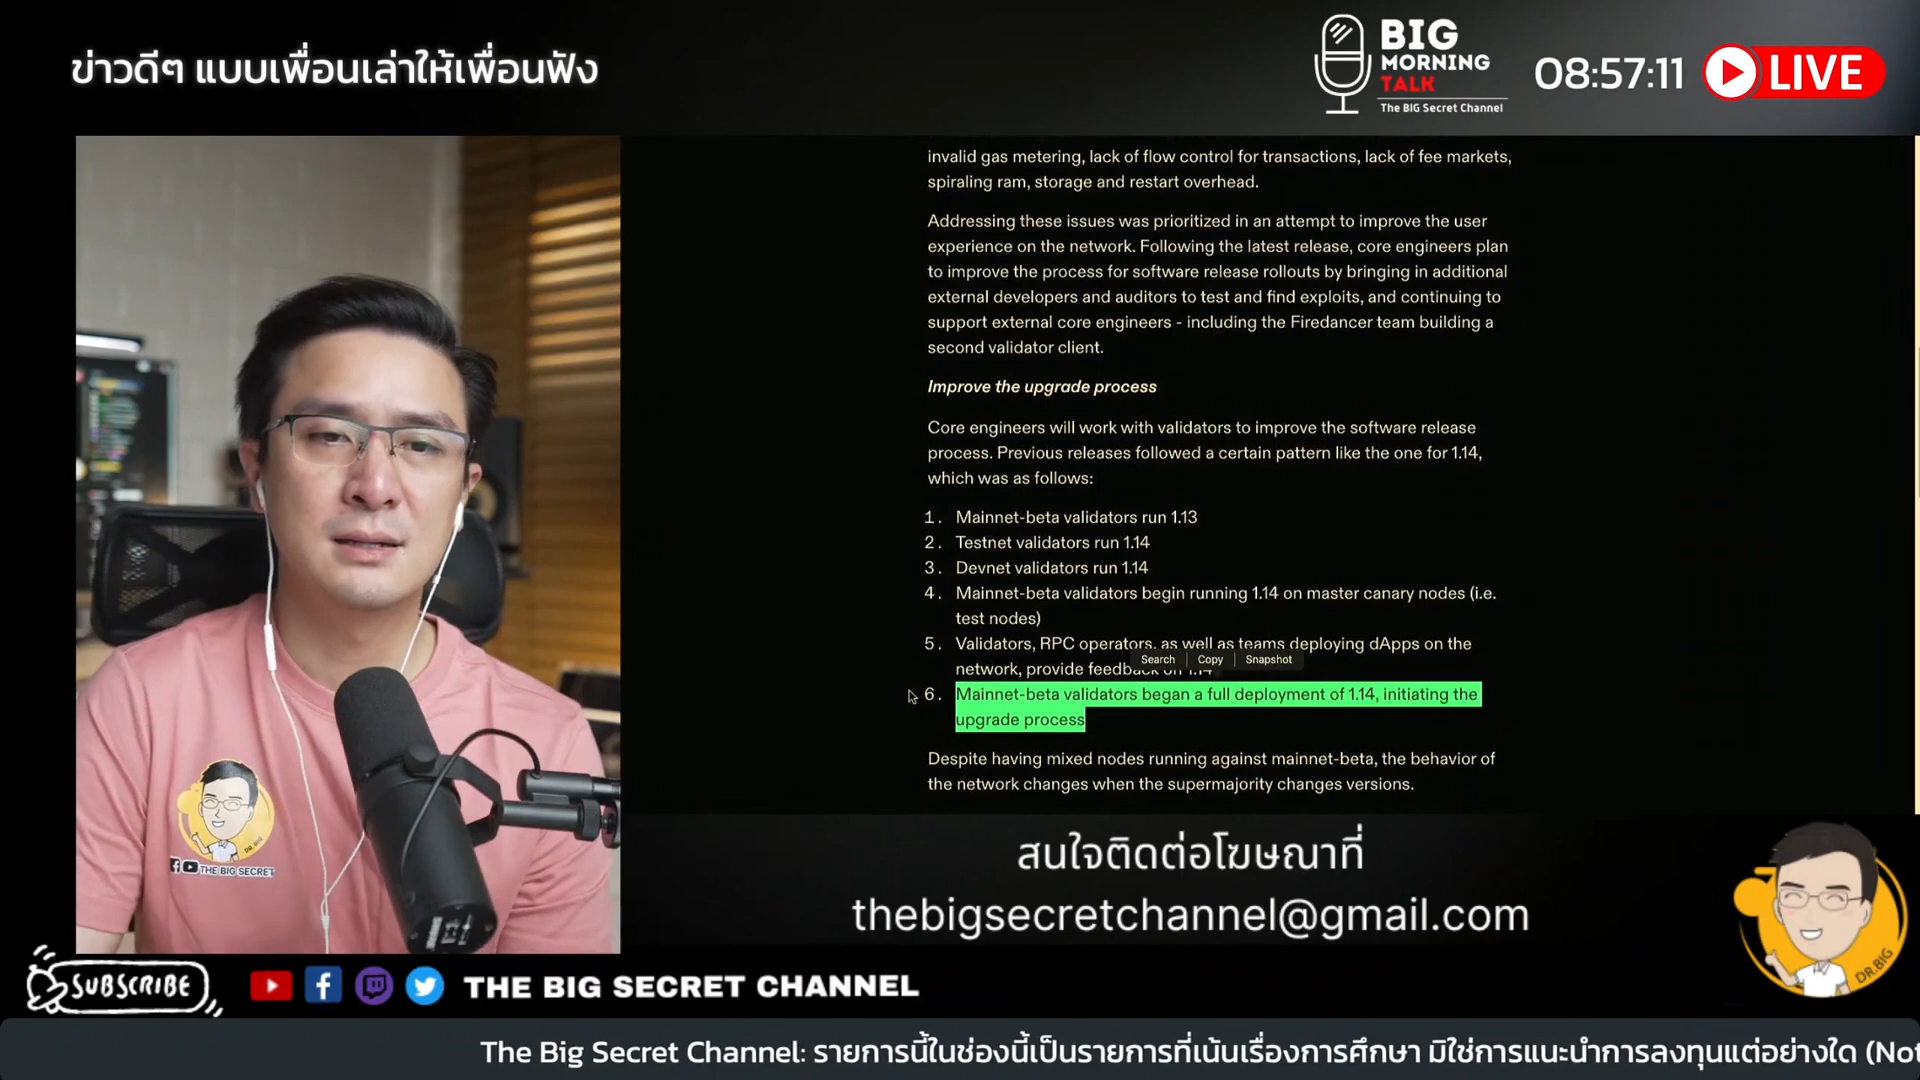 ข่าวดีๆ แบบเพื่อนเล่าให้เพื่อนฟัง
BIG
MORNING
TALK
The BIG Secret Channel
08:57:11
LIVE
invalid gas metering, lack of flow control for transactions, lack of fee markets,
spiraling ram, storage and restart overhead.
Addressing these issues was prioritized in an attempt to improve the user
experience on the network. Following the latest release, core engineers plan
to improve the process for software release rollouts by bringing in additional
external developers and auditors to test and find exploits, and continuing to
support external core engineers - including the Firedancer team building a
second validator client.
Improve the upgrade process
Core engineers will work with validators to improve the software release
process. Previous releases followed a certain pattern like the one for 1.14,
which was as follows:
1. Mainnet-beta validators run 1.13
2. Testnet validators run 1.14
3. Devnet validators run 1.14
4. Mainnet-beta validators begin running 1.14 on master canary nodes (i.e.
test nodes)
5. Validators, RPC operators, as well as teams deploying dApps on the
Search Copy Snapshot
network, provide feedback on 1.14
6. Mainnet-beta validators began a full deployment of 1.14, initiating the
upgrade process
Despite having mixed nodes running against mainnet-beta, the behavior of
the network changes when the supermajority changes versions.
DR.BIG
THE BIG SECRET
สนใจติดต่อโฆษณาที่
thebigsecretchannel@gmail.com
DR.BIG
SUBSCRIBE
THE BIG SECRET CHANNEL
The Big Secret Channel: รายการนี้ในช่องนี้เป็นรายการที่เน้นเรื่องการศึกษา มิใช่การแนะนำการลงทุนแต่อย่างใด (Not